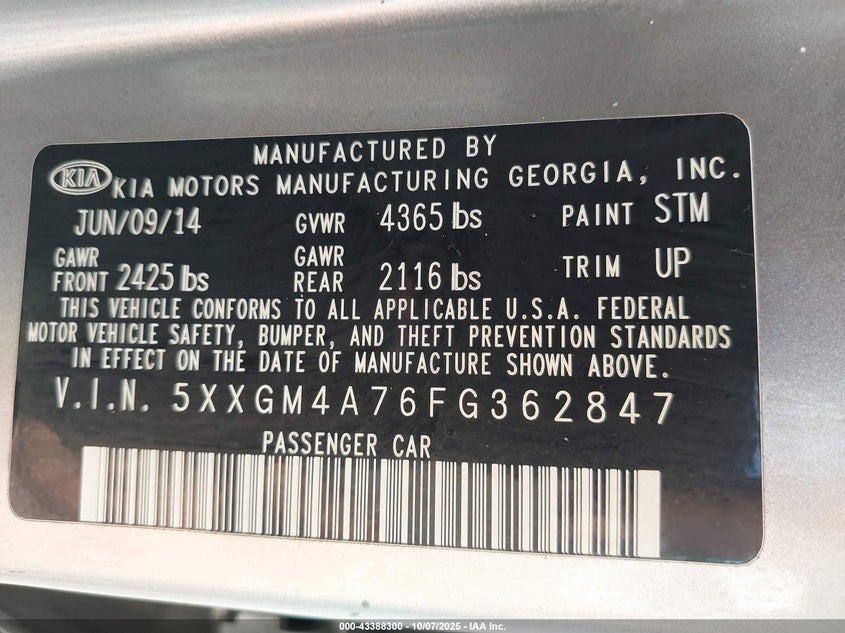 MANUFACTURED BY
KIA KIA MOTORS MANUFACTURING GEORGIA, INC.
JUN/09/14 GVWR 4365 lbs PAINT STM
GAWR FRONT 2425 lbs GAWR REAR 2116 lbs TRIM UP
THIS VEHICLE CONFORMS TO ALL APPLICABLE U.S.A. FEDERAL
MOTOR VEHICLE SAFETY, BUMPER, AND THEFT PREVENTION STANDARDS
IN EFFECT ON THE DATE OF MANUFACTURE SHOWN ABOVE.
V.I.N. 5XXGM4A76FG362847
PASSENGER CAR
000-43388300 - 10/07/2025 - IAA Inc.